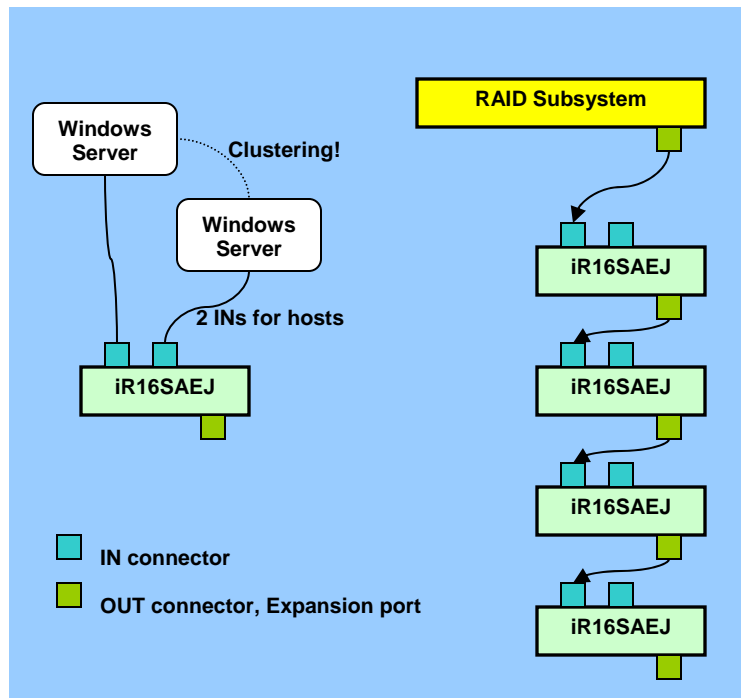 Windows
Server
Clustering!
Windows
Server
2 INs for hosts
iR16SAEJ
IN connector
OUT connector, Expansion port
RAID Subsystem
iR16SAEJ
iR16SAEJ
iR16SAEJ
iR16SAEJ